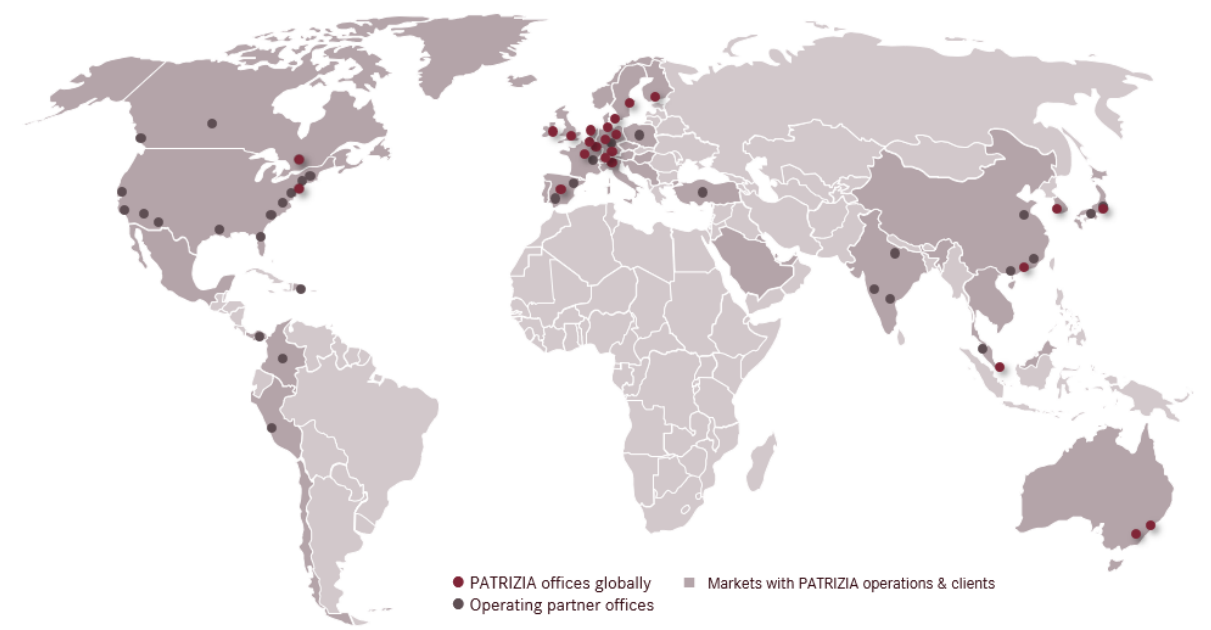 PATRIZIA offices globally
Markets with PATRIZIA operations & clients
Operating partner offices